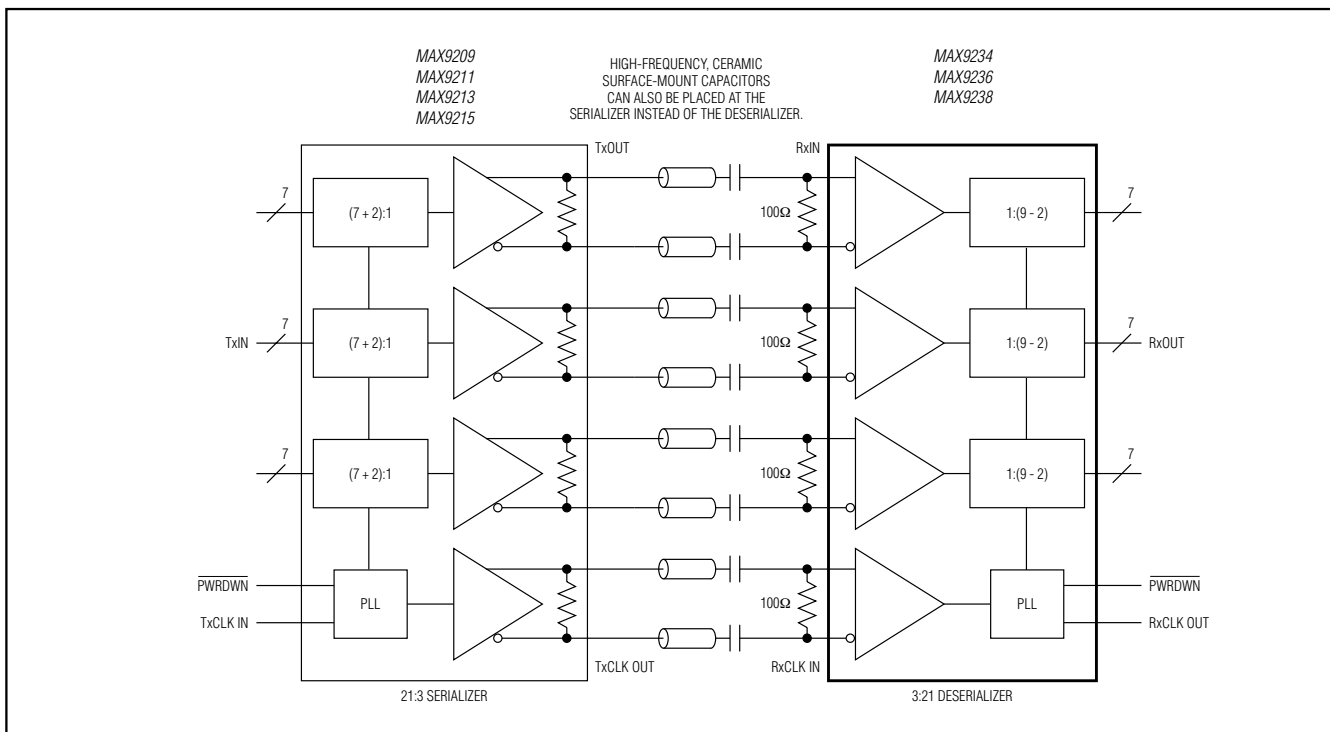 MAX9209
MAX9211
MAX9213
MAX9215
HIGH-FREQUENCY, CERAMIC
SURFACE-MOUNT CAPACITORS
CAN ALSO BE PLACED AT THE
SERIALIZER INSTEAD OF THE DESERIALIZER.
MAX9234
MAX9236
MAX9238
TxOUT
RxIN
7
(7 + 2):1
100Ω
1:(9 - 2)
7
TxIN
7
(7 + 2):1
100Ω
1:(9 - 2)
7
RxOUT
7
(7 + 2):1
100Ω
1:(9 - 2)
7
PWRDWN
TxCLK IN
PLL
100Ω
PLL
PWRDWN
RxCLK OUT
TxCLK OUT
RxCLK IN
21:3 SERIALIZER
3:21 DESERIALIZER